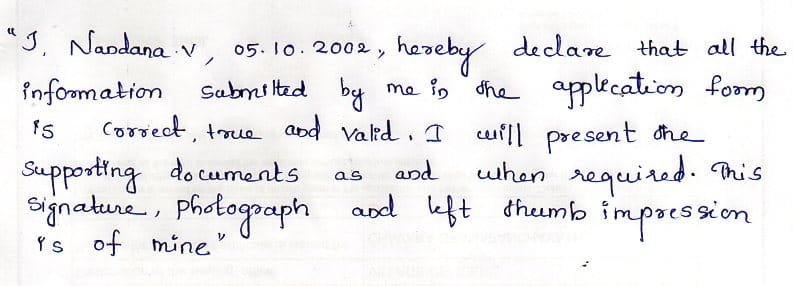 "I, Nandana.V, 05.10.2002, hereby declare that all the
information submitted by me in the application form
is correct, true and valid. I will present the
supporting documents as and when required. This
signature, photograph and left thumb impression
is of mine"